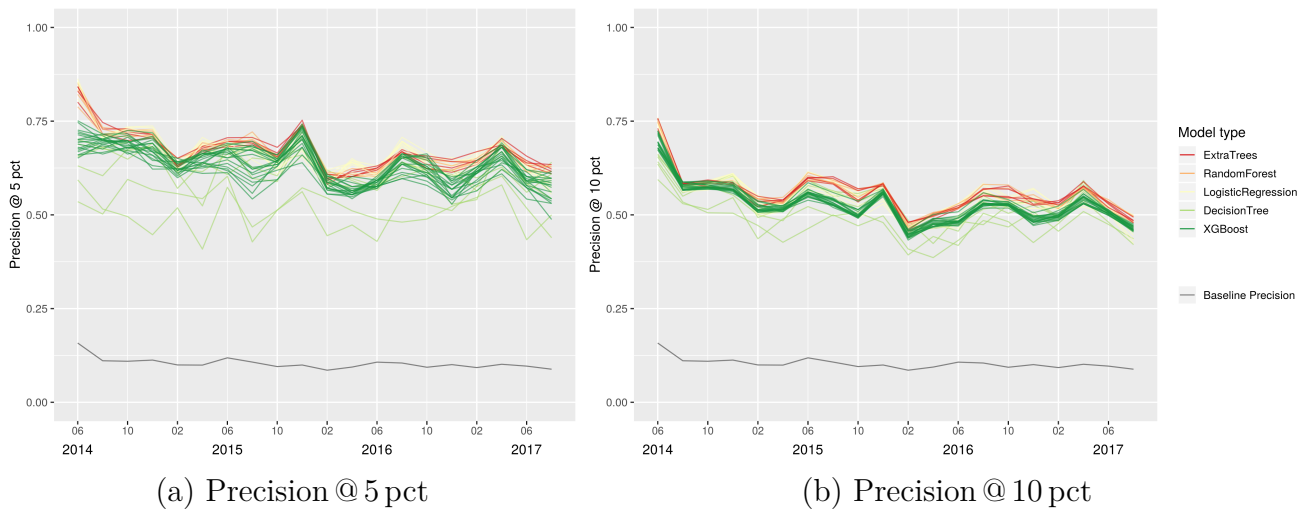 1.00
0.75
0.50
0.25
0.00
Precision @ 5 pct
06 10 02 06 10 02 06 10 02 06
2014 2015 2016 2017
(a) Precision @ 5 pct
1.00
0.75
0.50
0.25
0.00
Precision @ 10 pct
06 10 02 06 10 02 06 10 02 06
2014 2015 2016 2017
(b) Precision @ 10 pct
Model type
ExtraTrees
RandomForest
LogisticRegression
DecisionTree
XGBoost
Baseline Precision